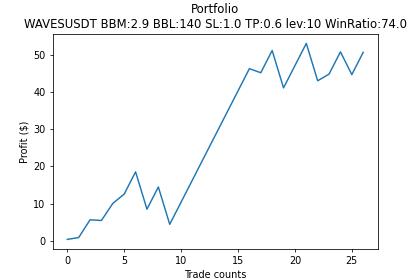 Portfolio
WAVESUSDT BBM:2.9 BBL:140 SL:1.0 TP:0.6 lev:10 WinRatio:74.0
50
40
30
20
10
0
Profit ($)
0 5 10 15 20 25
Trade counts